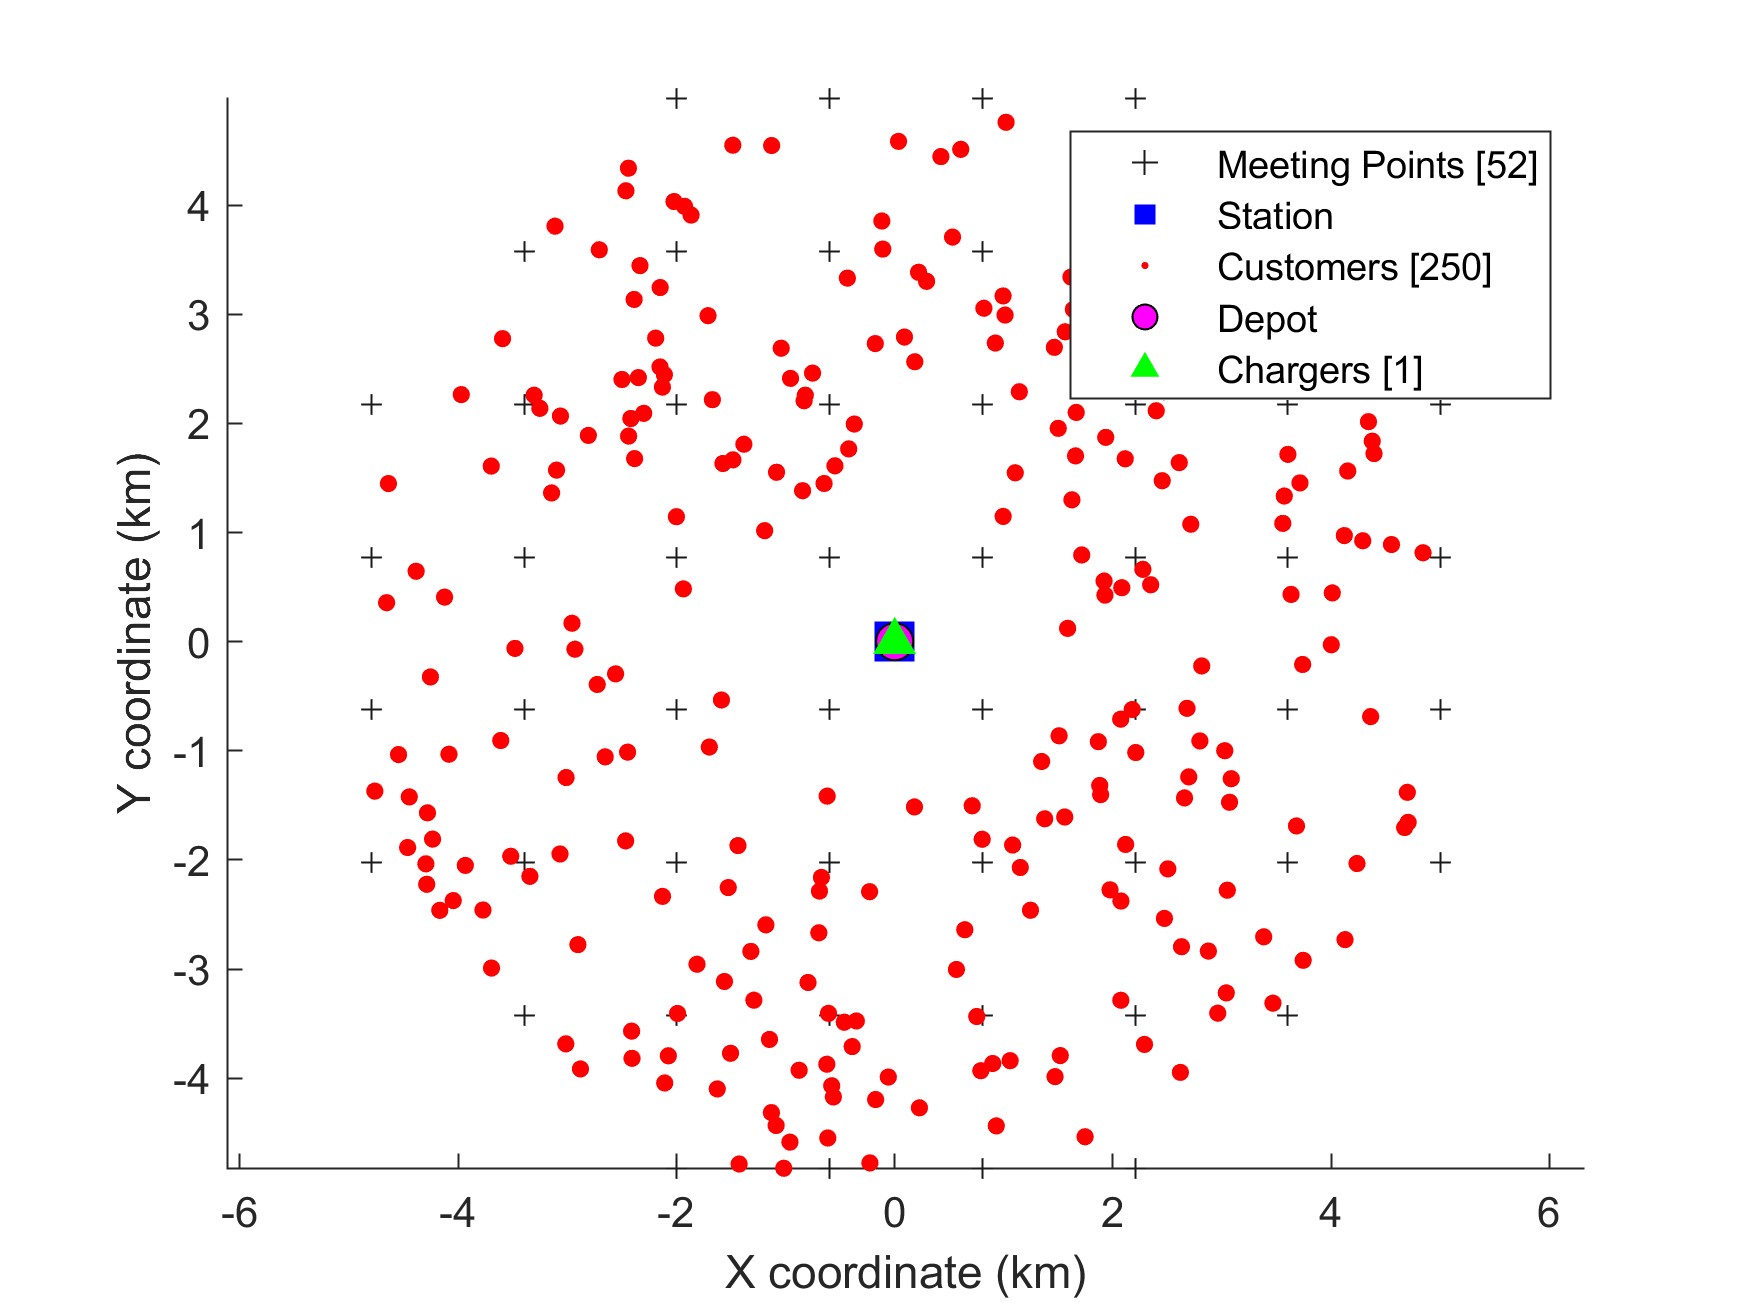 Meeting Points [52]
Station
Customers [250]
Depot
Chargers [1]
Y coordinate (km)
4
3
2
1
0
-1
-2
-3
-4
-6 -4 -2 0 2 4 6
X coordinate (km)